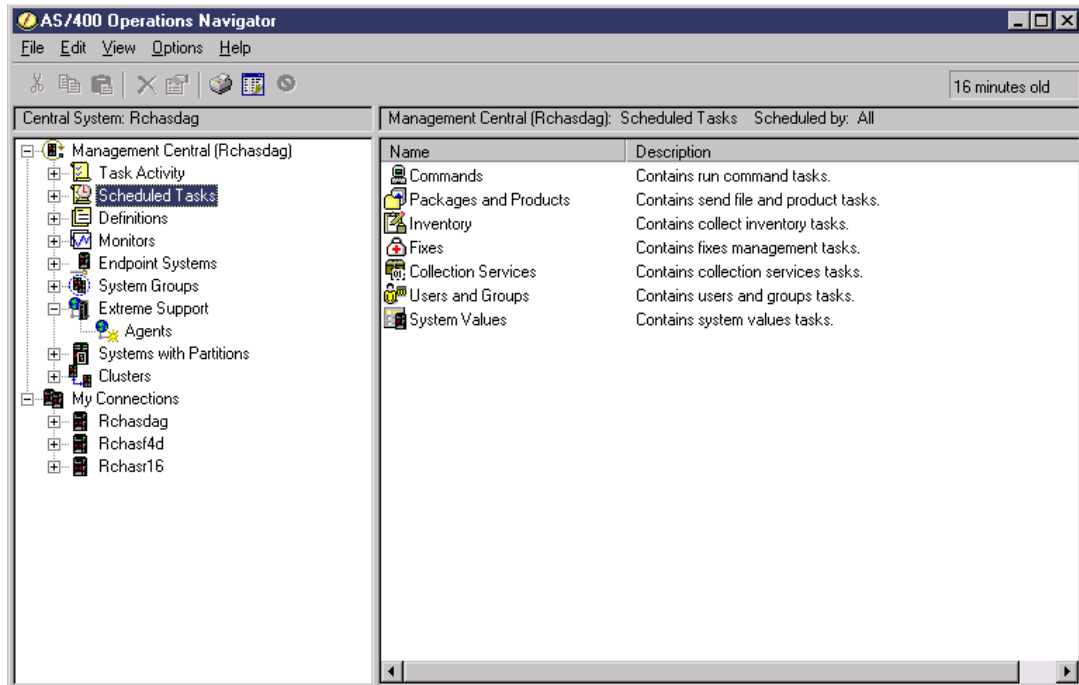 AS/400 Operations Navigator
File Edit View Options Help
16 minutes old
Central System: Rchasdag
Management Central (Rchasdag): Scheduled Tasks Scheduled by: All
Management Central (Rchasdag)
Task Activity
Scheduled Tasks
Definitions
Monitors
Endpoint Systems
System Groups
Extreme Support
Agents
Systems with Partitions
Clusters
My Connections
Rchasdag
Rchasf4d
Rchasr16
Name Description
Commands Contains run command tasks.
Packages and Products Contains send file and product tasks.
Inventory Contains collect inventory tasks.
Fixes Contains fixes management tasks.
Collection Services Contains collection services tasks.
Users and Groups Contains users and groups tasks.
System Values Contains system values tasks.